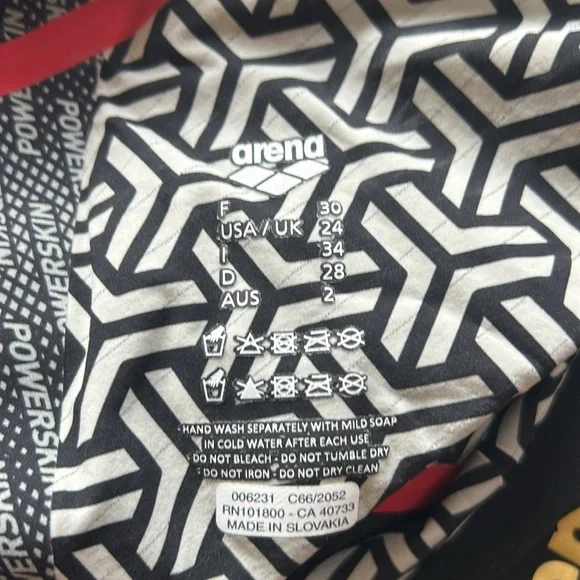 arena
F 30
USA / UK 24
I 34
D 28
AUS 2
· HAND WASH SEPARATELY WITH MILD SOAP
IN COLD WATER AFTER EACH USE
· DO NOT BLEACH · DO NOT TUMBLE DRY
· DO NOT IRON · DO NOT DRY CLEAN
006231 C66/2052
RN101800 - CA 40733
MADE IN SLOVAKIA
POWERSKIN
POWERSKIN